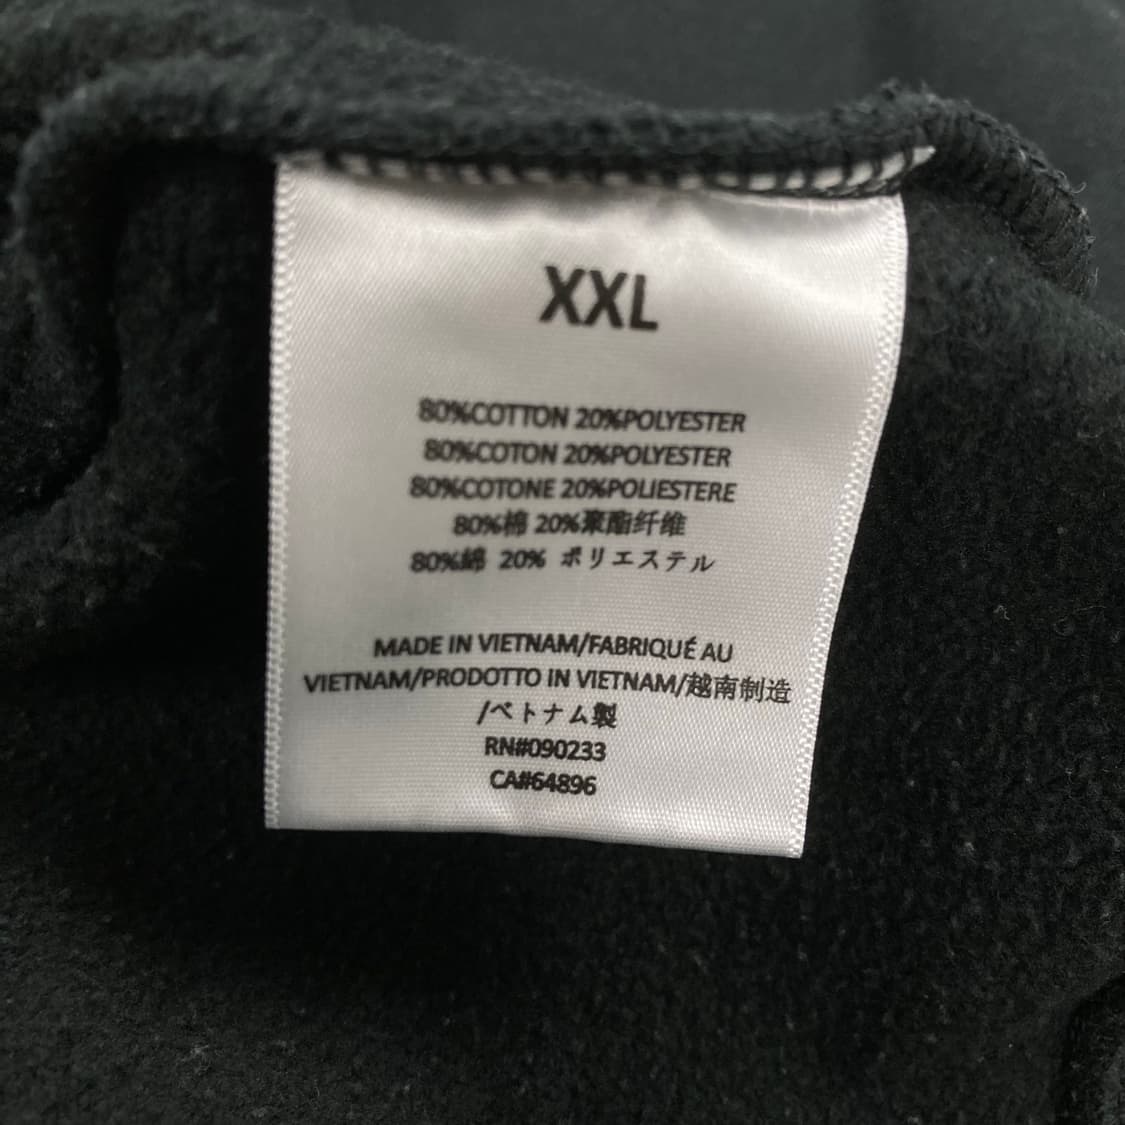 XXL
80%COTTON 20%POLYESTER
80%COTON 20%POLYESTER
80%COTONE 20%POLIESTERE
80%棉 20%聚酯纤维
80%綿 20% ポリエステル
MADE IN VIETNAM/FABRIQUÉ AU
VIETNAM/PRODOTTO IN VIETNAM/越南制造
/ベトナム製
RN#090233
CA#64896